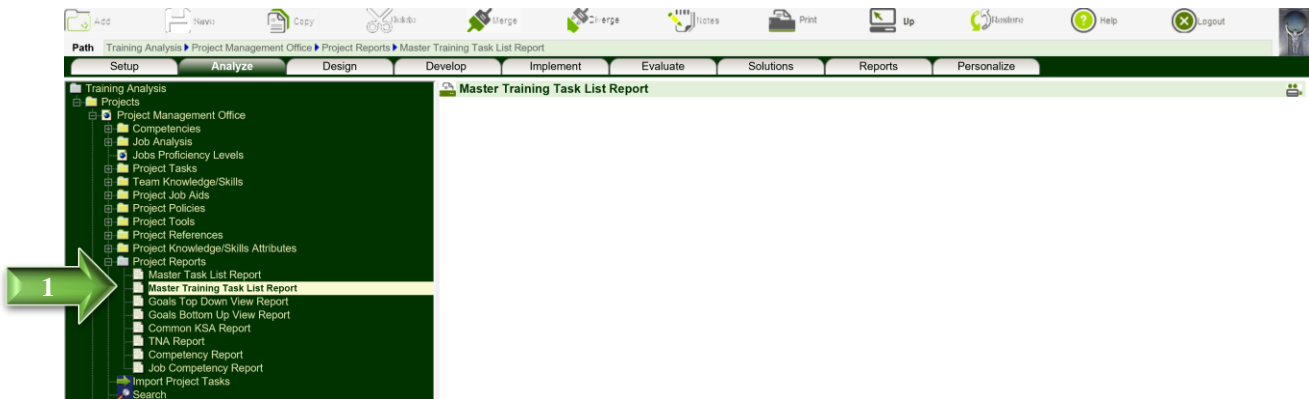 Add Move Copy Delete Merge Diverge Notes Print Up Restore Help Logout
Path Training Analysis Project Management Office Project Reports Master Training Task List Report
Setup Analyze Design Develop Implement Evaluate Solutions Reports Personalize
Training Analysis
Master Training Task List Report
Projects
Project Management Office
Competencies
Job Analysis
Jobs Proficiency Levels
Project Tasks
Team Knowledge/Skills
Project Job Aids
Project Policies
Project Tools
Project References
Project Knowledge/Skills Attributes
Project Reports
Master Task List Report
1
Master Training Task List Report
Goals Top Down View Report
Goals Bottom Up View Report
Common KSA Report
TNA Report
Competency Report
Job Competency Report
Import Project Tasks
Search